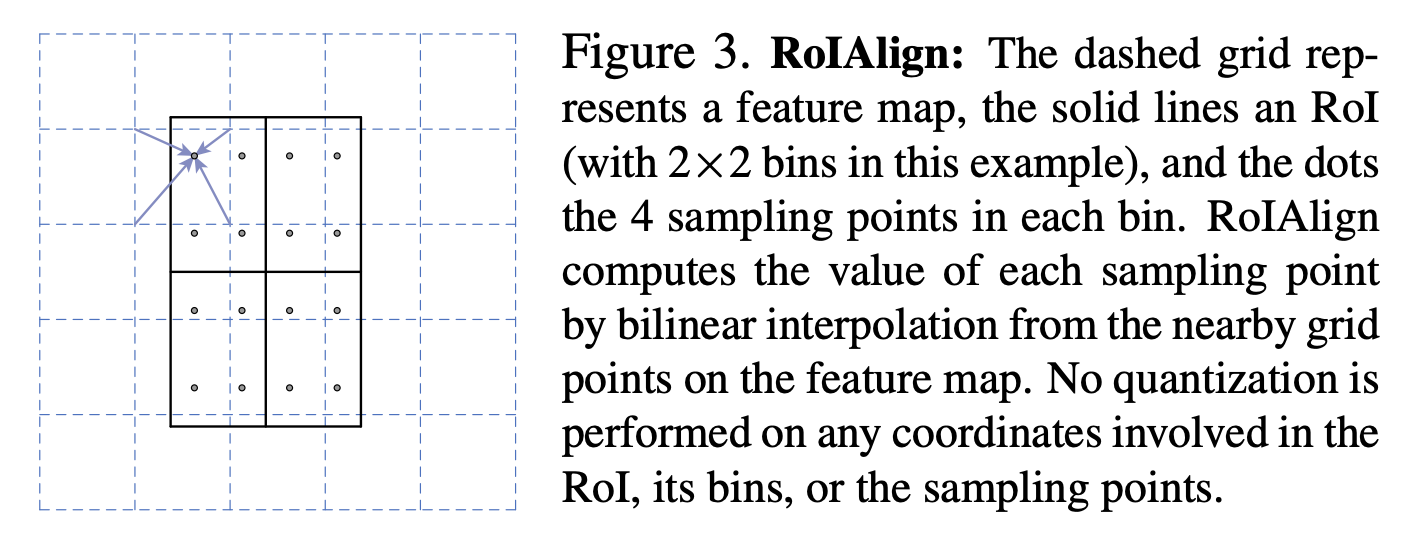 Figure 3. RoIAlign: The dashed grid rep-
resents a feature map, the solid lines an RoI
(with 2×2 bins in this example), and the dots
the 4 sampling points in each bin. RoIAlign
computes the value of each sampling point
by bilinear interpolation from the nearby grid
points on the feature map. No quantization is
performed on any coordinates involved in the
RoI, its bins, or the sampling points.